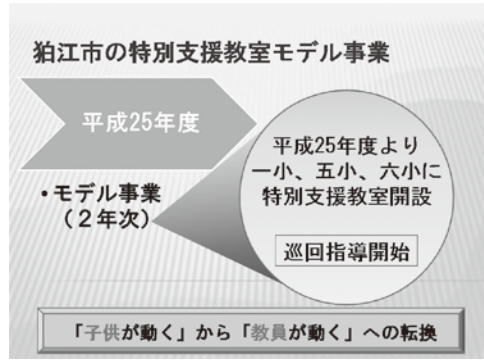 狛江市の特別支援教室モデル事業
平成25年度
・モデル事業
（２年次）
平成25年度より
一小、五小、六小に
特別支援教室開設
巡回指導開始
「子供が動く」から「教員が動く」への転換